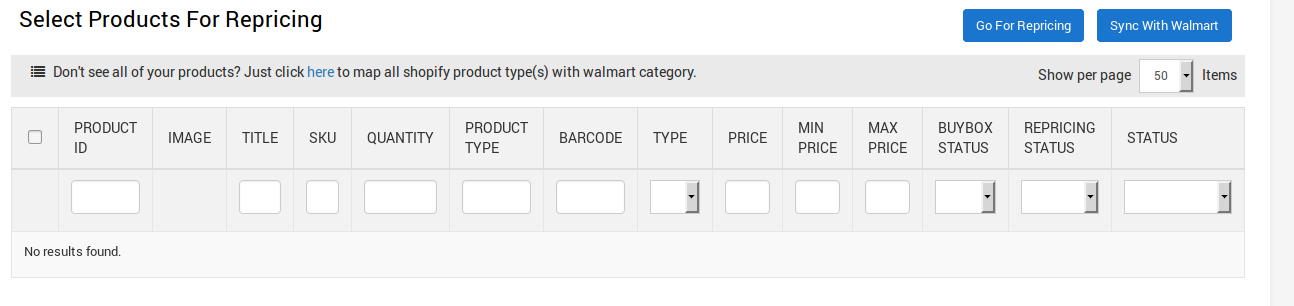 Select Products For Repricing
Go For Repricing
Sync With Walmart
Don't see all of your products? Just click here to map all shopify product type(s) with walmart category.
Show per page 50 Items
PRODUCT ID
IMAGE
TITLE
SKU
QUANTITY
PRODUCT TYPE
BARCODE
TYPE
PRICE
MIN PRICE
MAX PRICE
BUYBOX STATUS
REPRICING STATUS
STATUS
No results found.